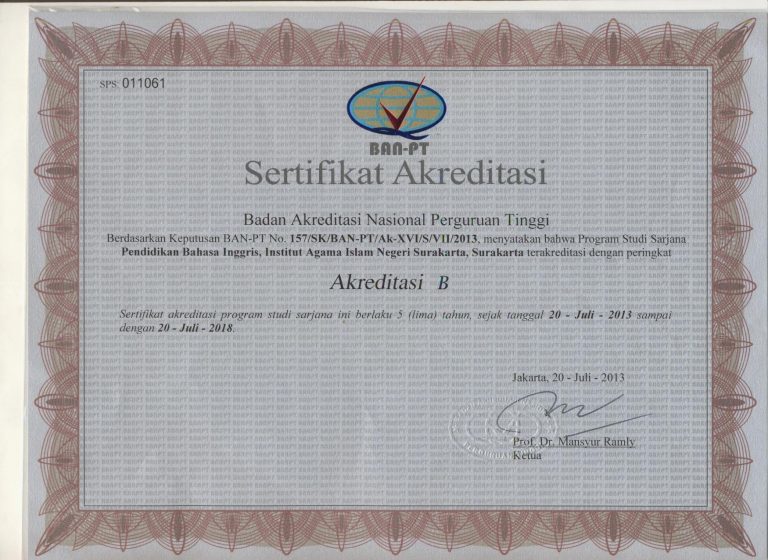 SPS: 011061
BAN-PT
Sertifikat Akreditasi
Badan Akreditasi Nasional Perguruan Tinggi
Berdasarkan Keputusan BAN-PT No. 157/SK/BAN-PT/Ak-XVI/S/VII/2013, menyatakan bahwa Program Studi Sarjana
Pendidikan Bahasa Inggris, Institut Agama Islam Negeri Surakarta, Surakarta terakreditasi dengan peringkat
Akreditasi B
Sertifikat akreditasi program studi sarjana ini berlaku 5 (lima) tahun, sejak tanggal 20 - Juli - 2013 sampai
dengan 20 - Juli - 2018.
Jakarta, 20 - Juli - 2013
Prof. Dr. Mansyur Ramly
Ketua